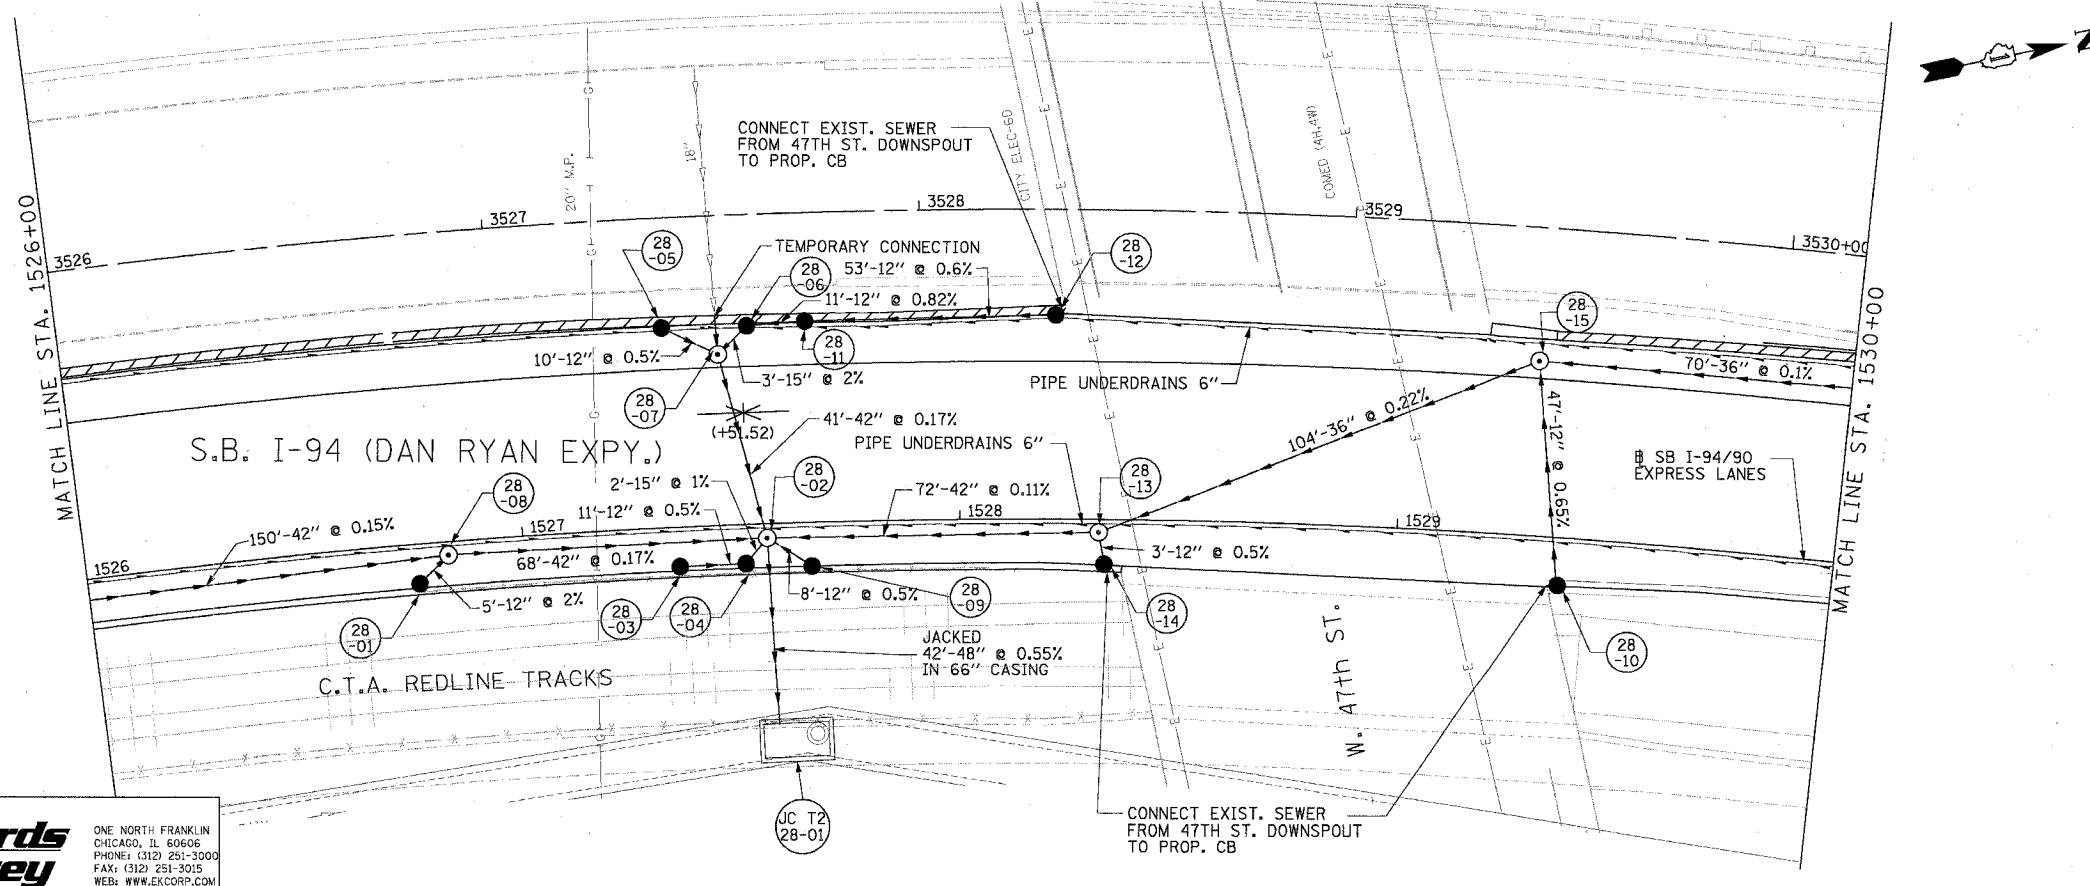 CONNECT EXIST. SEWER
FROM 47TH ST. DOWNSPOUT
TO PROP. CB
20" M.P.
18"
CITY ELEC-6D
COMED (4H,4W)
MATCH LINE STA. 1526+00
3526
3527
3528
3529
3530+00
28
-05
TEMPORARY CONNECTION
28
-06
53'-12" @ 0.6%
11'-12" @ 0.82%
28
-12
28
-15
10'-12" @ 0.5%
28
-11
3'-15" @ 2%
28
-07
PIPE UNDERDRAINS 6"
70'-36" @ 0.1%
MATCH LINE STA. 1530+00
41'-42" @ 0.17%
(+51.52)
104'-36" @ 0.22%
47'-12" @ 0.65%
S.B. I-94 (DAN RYAN EXPY.)
PIPE UNDERDRAINS 6"
SB I-94/90
EXPRESS LANES
28
-08
2'-15" @ 1%
28
-02
72'-42" @ 0.11%
28
-13
11'-12" @ 0.5%
150'-42" @ 0.15%
1526
1527
1528
1529
68'-42" @ 0.17%
3'-12" @ 0.5%
5'-12" @ 2%
8'-12" @ 0.5%
28
-01
28
-03
28
-04
28
-09
28
-14
28
-10
JACKED
42'-48" @ 0.55%
IN 66" CASING
C.T.A. REDLINE TRACKS
W. 47th ST.
JC T2
28-01
CONNECT EXIST. SEWER
FROM 47TH ST. DOWNSPOUT
TO PROP. CB
ONE NORTH FRANKLIN
CHICAGO, IL 60606
PHONE: (312) 251-3000
FAX: (312) 251-3015
WEB: WWW.EKCORP.COM